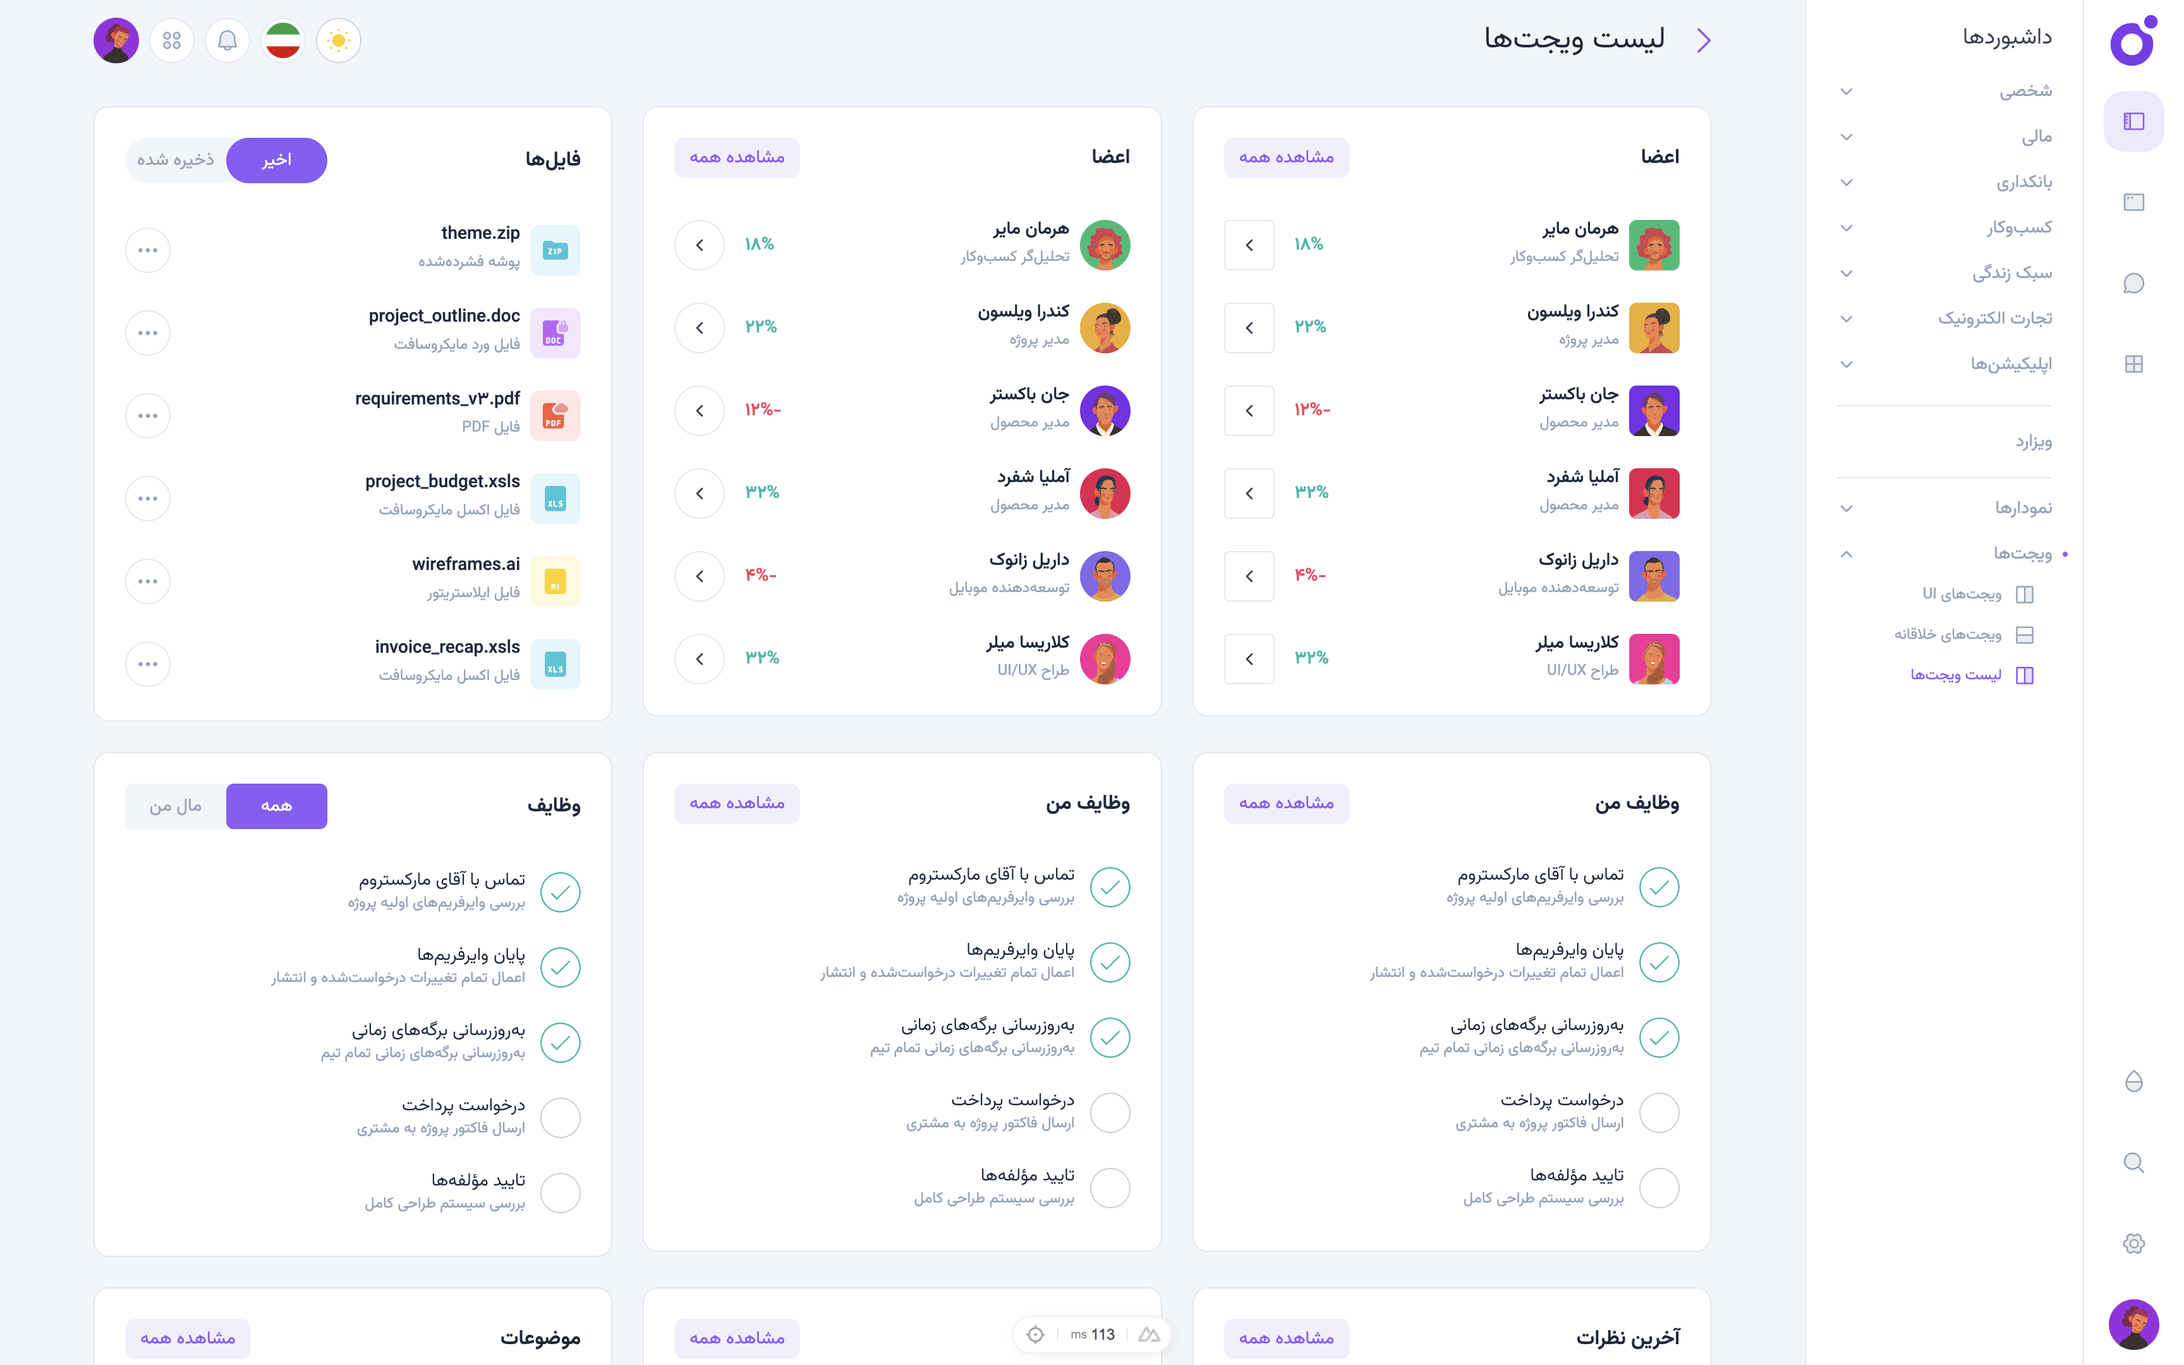 داشبوردها
شخصی
مالی
بانکداری
کسب‌وکار
سبک زندگی
تجارت الکترونیک
اپلیکیشن‌ها
ویزارد
نمودارها
ویجت‌ها
ویجت‌های UI
ویجت‌های خلاقانه
لیست ویجت‌ها
لیست ویجت‌ها
اعضا
مشاهده همه
هرمان مایر
تحلیل‌گر کسب‌وکار
۱۸%
کندرا ویلسون
مدیر پروژه
۲۲%
جان باکستر
مدیر محصول
-۱۲%
آملیا شفرد
مدیر محصول
۳۲%
داریل زانوک
توسعه‌دهنده موبایل
-۴%
کلاریسا میلر
طراح UI/UX
۳۲%
اعضا
مشاهده همه
هرمان مایر
تحلیل‌گر کسب‌وکار
۱۸%
کندرا ویلسون
مدیر پروژه
۲۲%
جان باکستر
مدیر محصول
-۱۲%
آملیا شفرد
مدیر محصول
۳۲%
داریل زانوک
توسعه‌دهنده موبایل
-۴%
کلاریسا میلر
طراح UI/UX
۳۲%
فایل‌ها
اخیر
ذخیره شده
ZIP
theme.zip
پوشه فشرده‌شده
DOC
project_outline.doc
فایل ورد مایکروسافت
PDF
requirements_v۳.pdf
فایل PDF
XLS
project_budget.xsls
فایل اکسل مایکروسافت
AI
wireframes.ai
فایل ایلاستریتور
XLS
invoice_recap.xsls
فایل اکسل مایکروسافت
وظایف من
مشاهده همه
تماس با آقای مارکستروم
بررسی وایرفریم‌های اولیه پروژه
پایان وایرفریم‌ها
اعمال تمام تغییرات درخواست‌شده و انتشار
به‌روزرسانی برگه‌های زمانی
به‌روزرسانی برگه‌های زمانی تمام تیم
درخواست پرداخت
ارسال فاکتور پروژه به مشتری
تایید مؤلفه‌ها
بررسی سیستم طراحی کامل
وظایف من
مشاهده همه
تماس با آقای مارکستروم
بررسی وایرفریم‌های اولیه پروژه
پایان وایرفریم‌ها
اعمال تمام تغییرات درخواست‌شده و انتشار
به‌روزرسانی برگه‌های زمانی
به‌روزرسانی برگه‌های زمانی تمام تیم
درخواست پرداخت
ارسال فاکتور پروژه به مشتری
تایید مؤلفه‌ها
بررسی سیستم طراحی کامل
وظایف
همه
مال من
تماس با آقای مارکستروم
بررسی وایرفریم‌های اولیه پروژه
پایان وایرفریم‌ها
اعمال تمام تغییرات درخواست‌شده و انتشار
به‌روزرسانی برگه‌های زمانی
به‌روزرسانی برگه‌های زمانی تمام تیم
درخواست پرداخت
ارسال فاکتور پروژه به مشتری
تایید مؤلفه‌ها
بررسی سیستم طراحی کامل
آخرین نظرات
مشاهده همه
113 ms
مشاهده همه
موضوعات
مشاهده همه